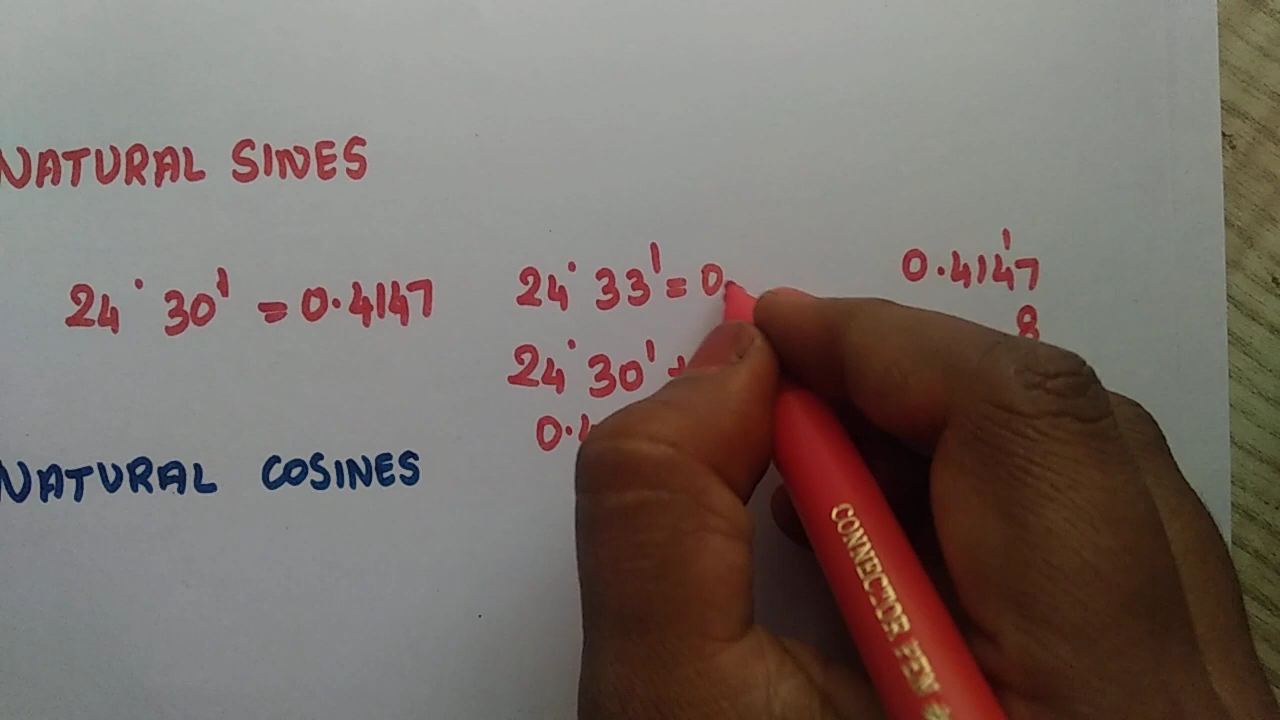 NATURAL SINES
24° 30' = 0.4147
24° 33' = 0.
24° 30' +
0.4
0.4147
8
NATURAL COSINES
CONNECTOR PEN